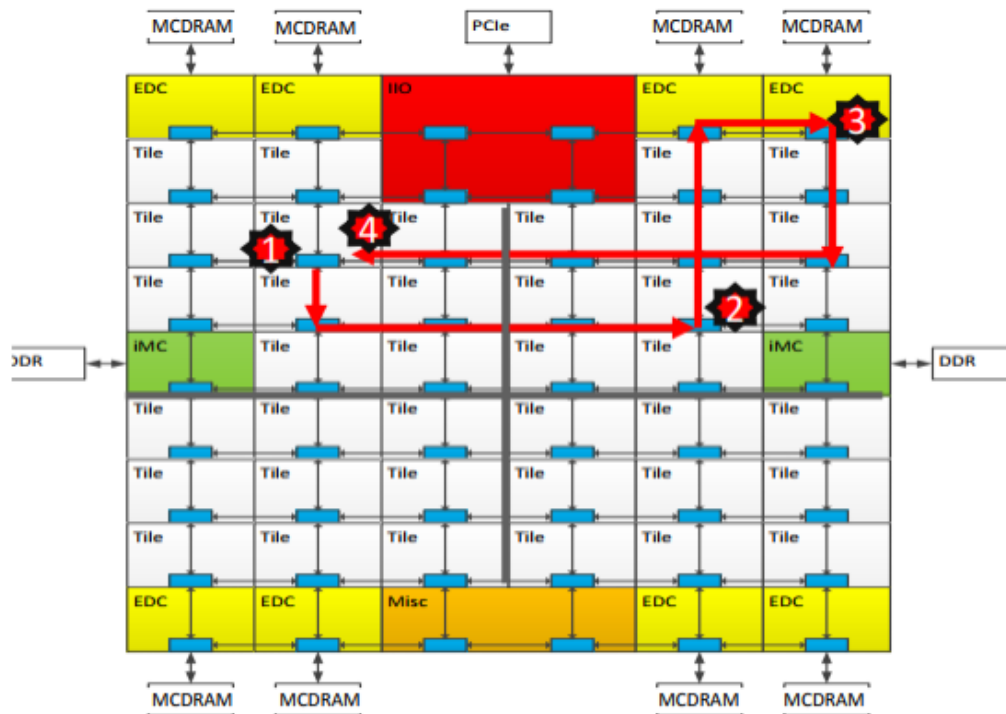 MCDRAM MCDRAM PCIe MCDRAM MCDRAM
EDC EDC IIO EDC EDC
3
Tile Tile Tile Tile
Tile Tile Tile Tile Tile Tile
1 4
Tile Tile Tile Tile Tile Tile
2
iMC Tile Tile Tile Tile iMC
DDR DDR
Tile Tile Tile Tile Tile Tile
Tile Tile Tile Tile Tile Tile
Tile Tile Tile Tile Tile Tile
EDC EDC Misc EDC EDC
MCDRAM MCDRAM MCDRAM MCDRAM